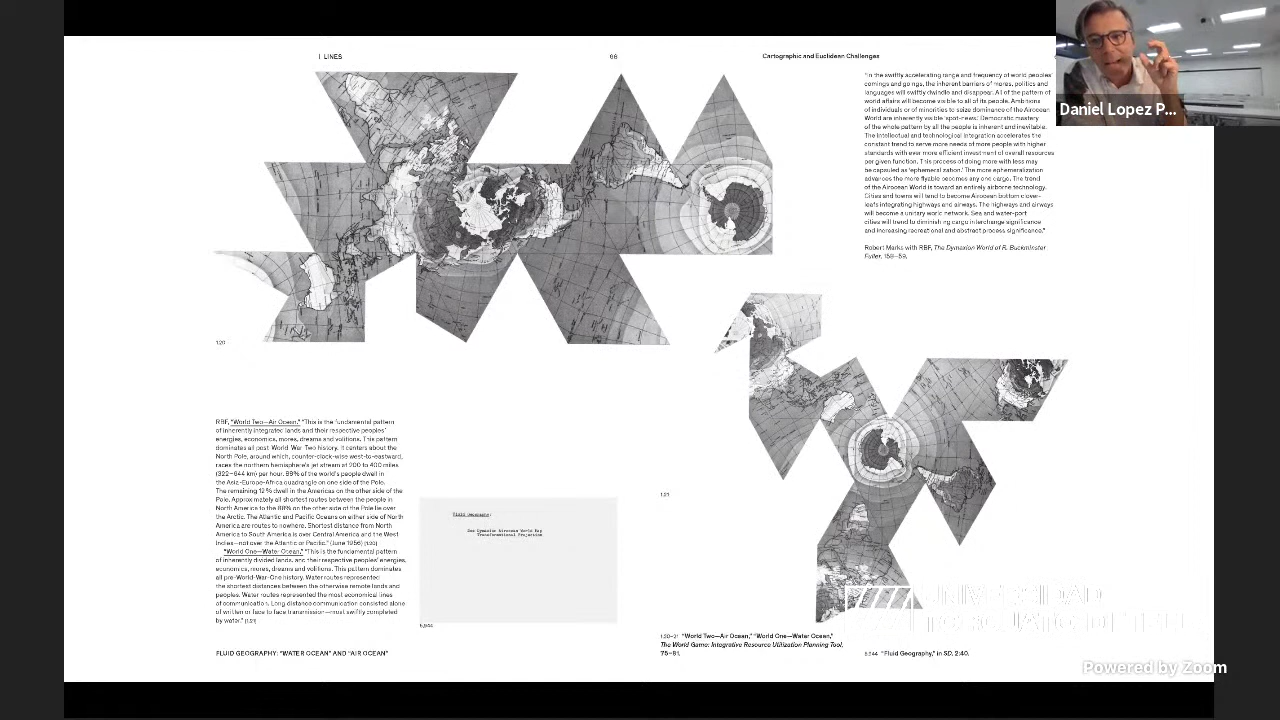 | LINES
98
Cartographic and Euclidean Challenges
"In the swiftly accelerating range and frequency of world peoples'
comings and goings, the inherent barriers of mores, politics and
languages will swiftly dwindle and disappear. All of the pattern of
world affairs will become visible to all of its people. Ambitions
of individuals or of minorities to seize dominance of the Airocean
World are inherently visible 'spot-news.' Democratic mastery
of the whole pattern by all the people is inherent and inevitable.
The intellectual and technological integration accelerates the
constant trend to serve more needs of more people with higher
standards with ever more efficient investment of overall resources
per given function. This process of doing more with less may
be capsuled as 'ephemeralization.' The more ephemeralization
advances the more flyable becomes any one cargo. The trend
of the Airocean World is toward an entirely airborne technology.
Cities and towns will tend to become Airocean bottom clover-
leafs integrating highways and airways. The highways and airways
will become a unitary world network. Sea and water-port
cities will trend to diminishing cargo interchange significance
and increasing recreational and abstract process significance."
Robert Marks with RBF, The Dymaxion World of R. Buckminster
Fuller, 158–59.
Daniel Lopez P...
1.20
RBF, "World Two—Air Ocean," "This is the fundamental pattern
of inherently integrated lands and their respective peoples'
energies, economics, mores, dreams and volitions. This pattern
dominates all post World War Two history. It centers about the
North Pole, around which, counter-clock-wise west-to-eastward,
races the northern hemisphere's jet stream at 200 to 400 miles
(322–644 km) per hour. 88% of the world's people dwell in
the Asia-Europe-Africa quadrangle on one side of the Pole.
The remaining 12% dwell in the Americas on the other side of the
Pole. Approximately all shortest routes between the people in
North America to the 88% on the other side of the Pole lie over
the Arctic. The Atlantic and Pacific Oceans on either side of North
America are routes to nowhere. Shortest distance from North
America to South America is over Central America and the West
Indies—not over the Atlantic or Pacific." (June 1956) [1.20]
"World One—Water Ocean," "This is the fundamental pattern
of inherently divided lands, and their respective peoples' energies,
economics, mores, dreams and volitions. This pattern dominates
all pre-World-War-One history. Water routes represented
the shortest distances between the otherwise remote lands and
peoples. Water routes represented the most economical lines
of communication. Long distance communication consisted alone
of written or face to face transmission—most swiftly completed
by water." [1.21]
Fluid Geography:
See Dymaxion Airocean World Map
Transformational Projection
1.21
1.20–21 "World Two—Air Ocean," "World One—Water Ocean,"
The World Game: Integrative Resource Utilization Planning Tool,
75–81.
"Fluid Geography," in SD, 2:40.
FLUID GEOGRAPHY: "WATER OCEAN" AND "AIR OCEAN"
UNIVERSIDAD
TORCUATO DI TELLA
Powered by Zoom